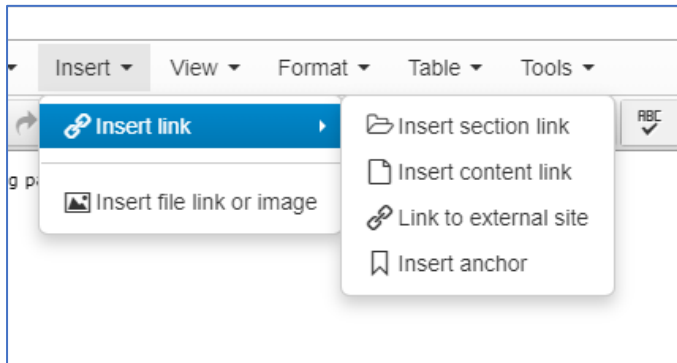 Insert View Format Table Tools
Insert link
Insert section link
ABC
Insert content link
g p
Insert file link or image
Link to external site
Insert anchor